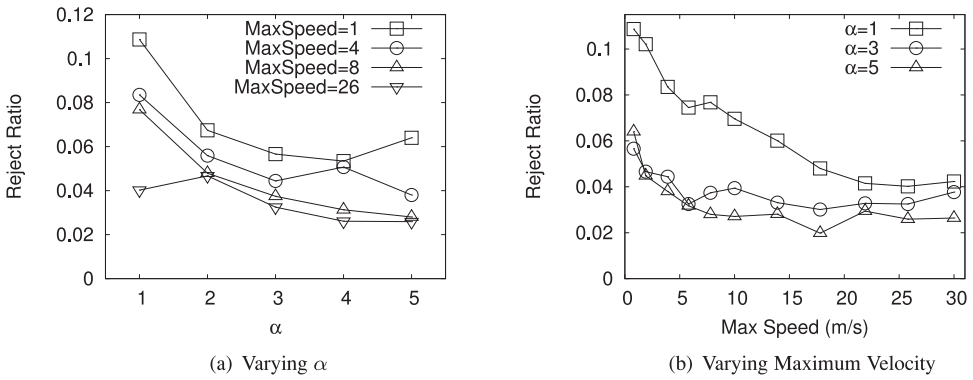 0.12
0.1
0.08
0.06
0.04
0.02
0
Reject Ratio
MaxSpeed=1
MaxSpeed=4
MaxSpeed=8
MaxSpeed=26
1 2 3 4 5
α
(a) Varying α
0.1
0.08
0.06
0.04
0.02
0
Reject Ratio
α=1
α=3
α=5
0 5 10 15 20 25 30
Max Speed (m/s)
(b) Varying Maximum Velocity